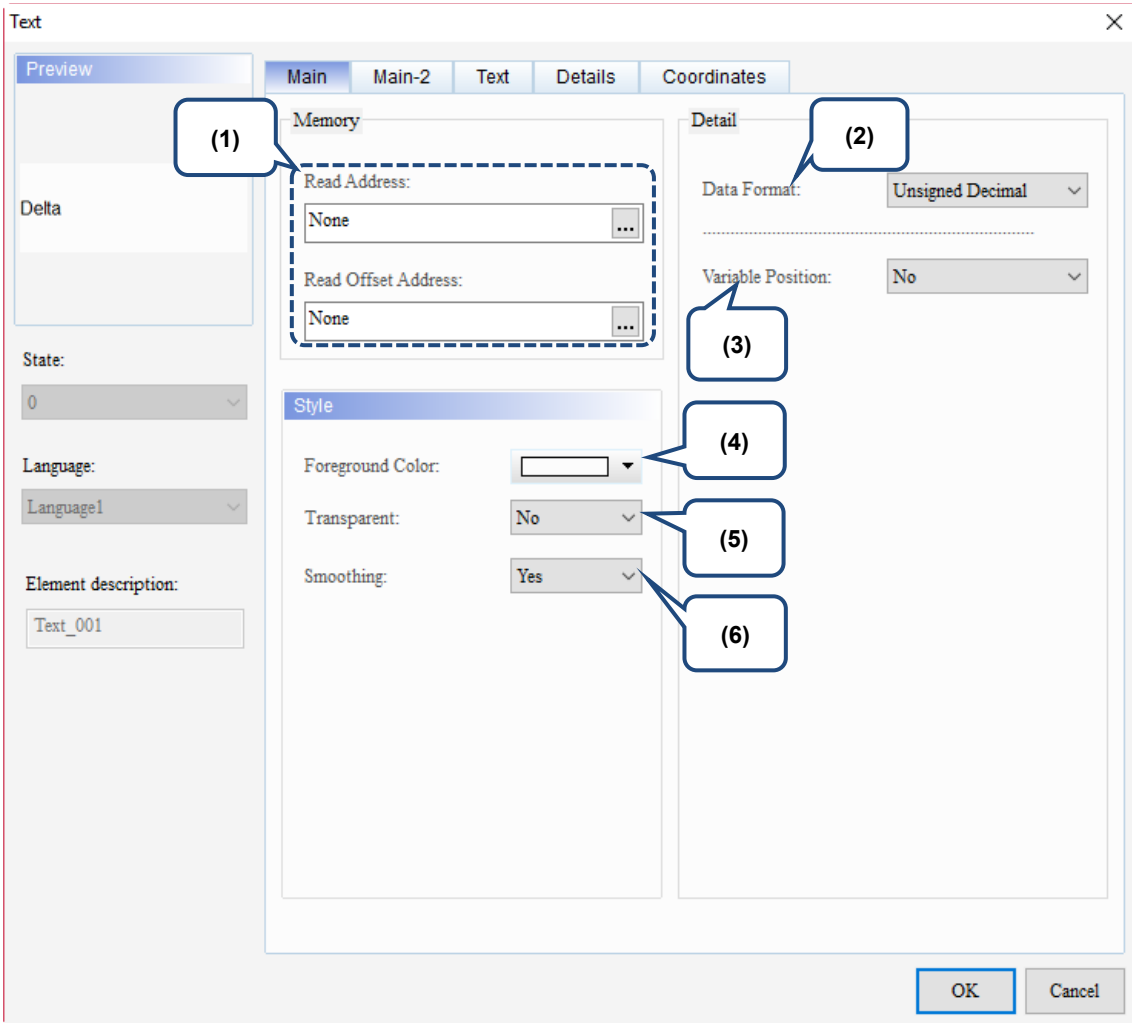 Text
Preview
Delta
State:
0
Language:
Language1
Element description:
Text_001
Main Main-2 Text Details Coordinates
Memory
(1)
Read Address:
None ...
Read Offset Address:
None ...
Style
Foreground Color:
(4)
Transparent: No
(5)
Smoothing: Yes
(6)
Detail
(2)
Data Format: Unsigned Decimal
Variable Position: No
(3)
OK Cancel